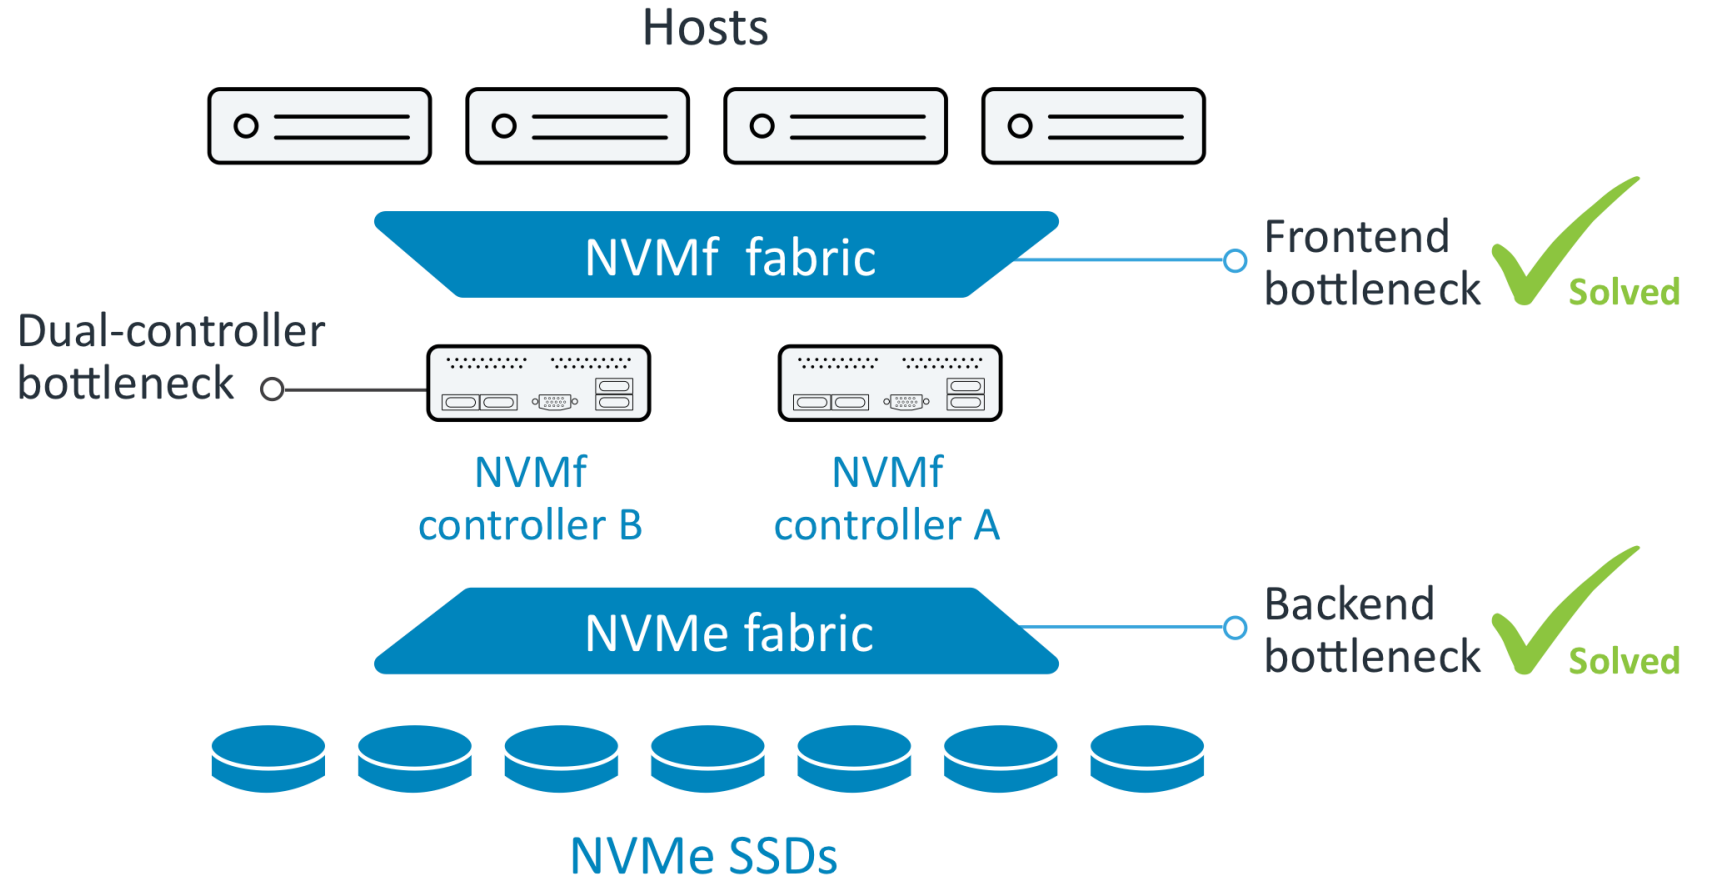 Hosts
NVMf fabric
Frontend
bottleneck
Solved
Dual-controller
bottleneck
NVMf
controller B
NVMf
controller A
NVMe fabric
Backend
bottleneck
Solved
NVMe SSDs